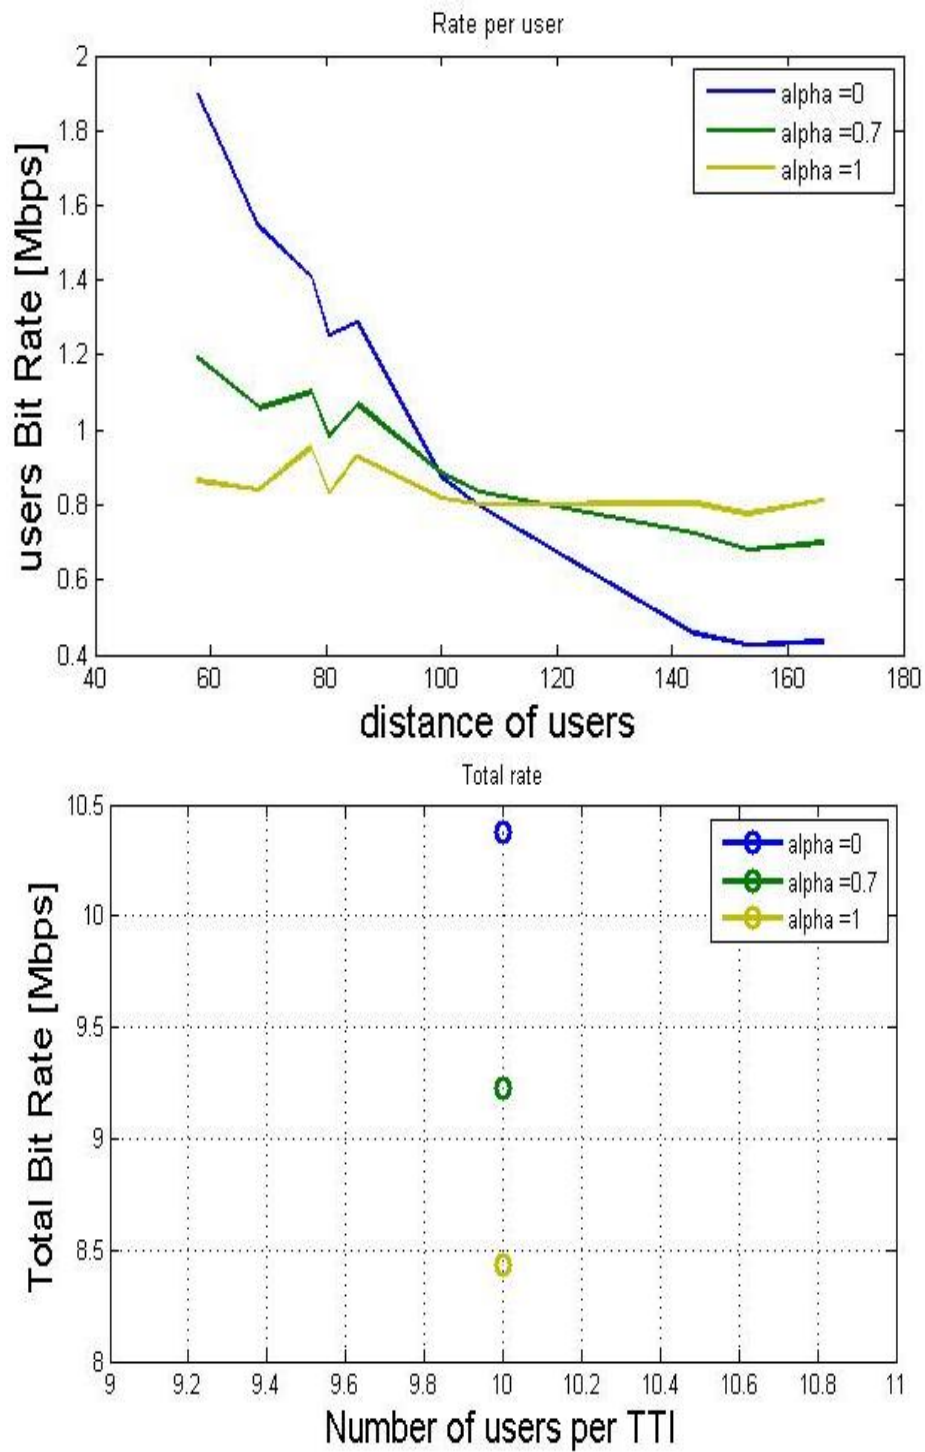 Rate per user
users Bit Rate [Mbps]
2
1.8
1.6
1.4
1.2
1
0.8
0.6
0.4
alpha =0
alpha =0.7
alpha =1
40 60 80 100 120 140 160 180
distance of users
Total rate
Total Bit Rate [Mbps]
10.5
10
9.5
9
8.5
8
alpha =0
alpha =0.7
alpha =1
9 9.2 9.4 9.6 9.8 10 10.2 10.4 10.6 10.8 11
Number of users per TTI